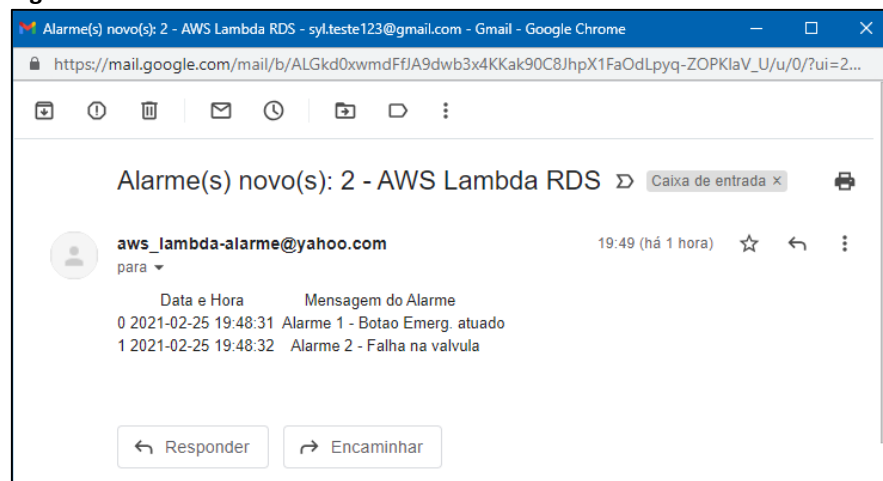 Alarme(s) novo(s): 2 - AWS Lambda RDS - syl.teste123@gmail.com - Gmail - Google Chrome
https://mail.google.com/mail/b/ALGkd0xwmdFfJA9dwb3x4KKak90C8JhpX1FaOdLpyq-ZOPKlaV_U/u/0/?ui=2...
Alarme(s) novo(s): 2 - AWS Lambda RDS Caixa de entrada ×
aws_lambda-alarme@yahoo.com 19:49 (há 1 hora)
para
Data e Hora Mensagem do Alarme
0 2021-02-25 19:48:31 Alarme 1 - Botao Emerg. atuado
1 2021-02-25 19:48:32 Alarme 2 - Falha na valvula
Responder Encaminhar